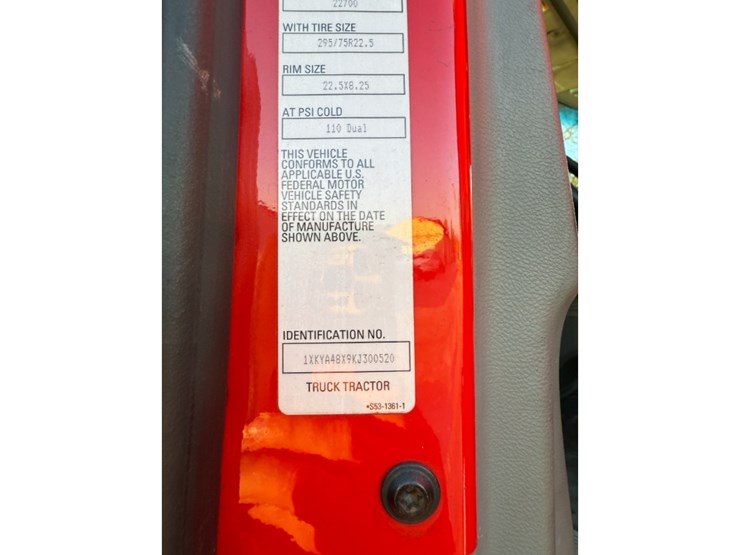 22700
WITH TIRE SIZE
295/75R22.5
RIM SIZE
22.5X8.25
AT PSI COLD
110 Dual
THIS VEHICLE
CONFORMS TO ALL
APPLICABLE U.S.
FEDERAL MOTOR
VEHICLE SAFETY
STANDARDS IN
EFFECT ON THE DATE
OF MANUFACTURE
SHOWN ABOVE.
IDENTIFICATION NO.
1XKYA48X9KJ300520
TRUCK TRACTOR
*S53-1361-1